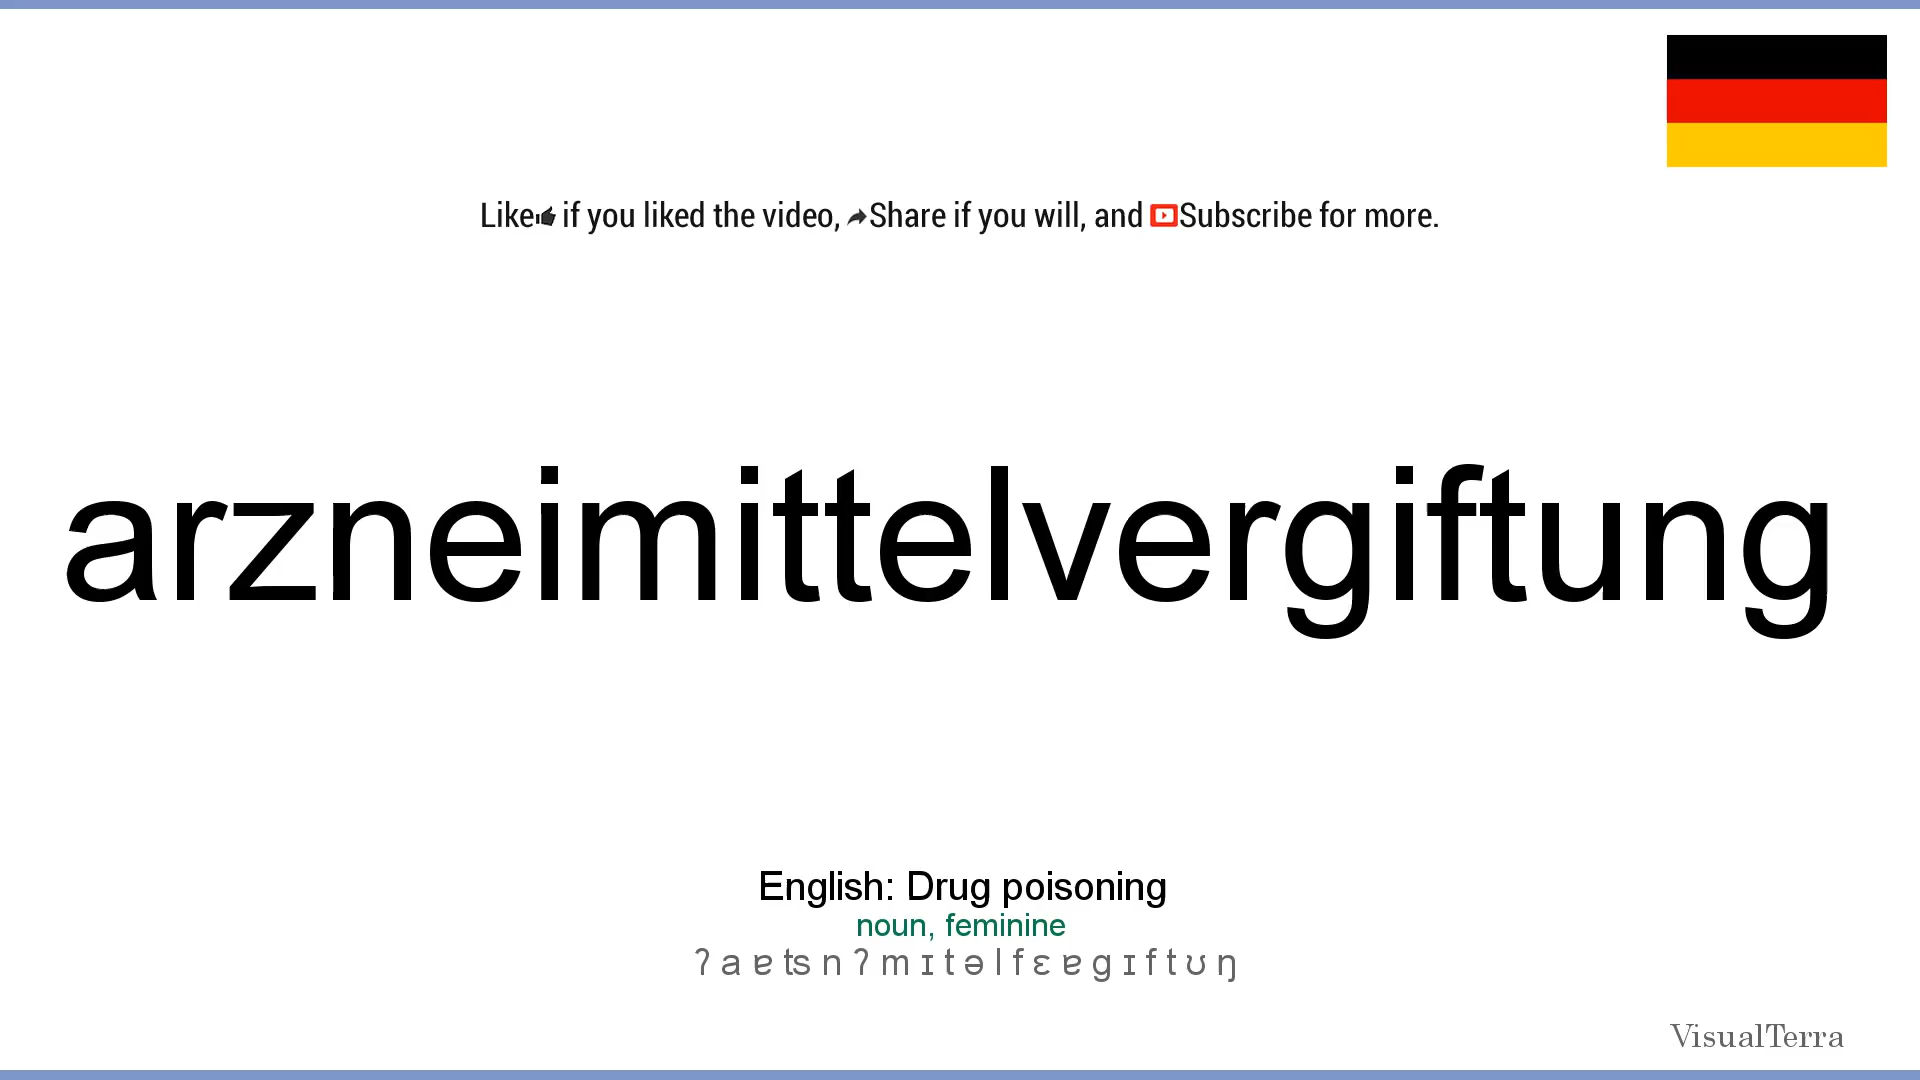 Like if you liked the video, Share if you will, and Subscribe for more.
arzneimittelvergiftung
English: Drug poisoning
noun, feminine
ʔ a ɐ ʦ n ʔ m ɪ t ə l f ɛ ɐ g ɪ f t ʊ ŋ
VisualTerra